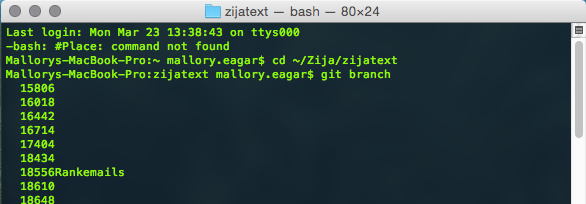 zijatext — bash — 80×24
Last login: Mon Mar 23 13:38:43 on ttys000
-bash: #Place: command not found
Mallorys-MacBook-Pro:~ mallory.eagar$ cd ~/Zija/zijatext
Mallorys-MacBook-Pro:zijatext mallory.eagar$ git branch
  15806
  16018
  16442
  16714
  17404
  18434
  18556Rankemails
  18610
  18648